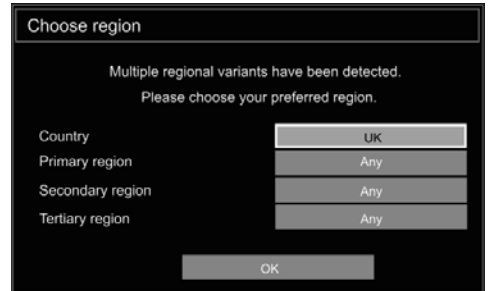 Choose region
Multiple regional variants have been detected.
Please choose your preferred region.
Country UK
Primary region Any
Secondary region Any
Tertiary region Any
OK